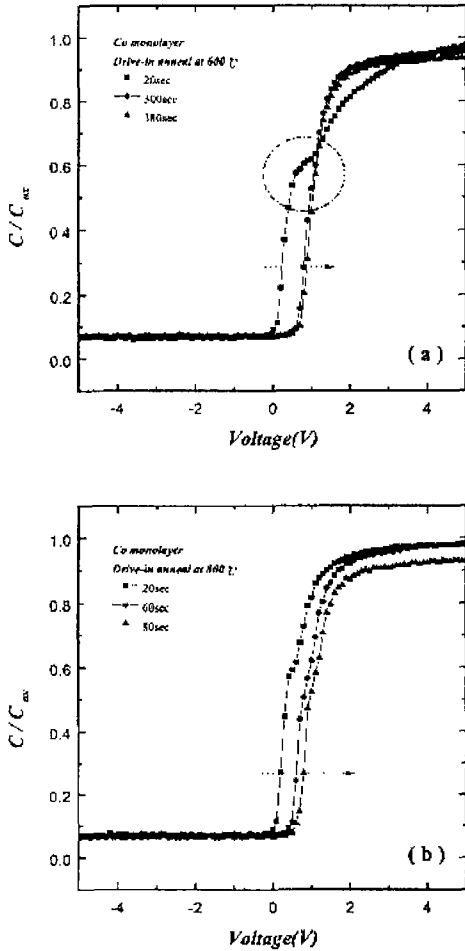 1.0
0.8
0.6
0.4
0.2
0.0
C / C ox
Co monolayer
Drive-in anneal at 600 ℃
20sec
300sec
380sec
( a )
-4
-2
0
2
4
Voltage(V)
1.0
0.8
0.6
0.4
0.2
0.0
C / C ox
Co monolayer
Drive-in anneal at 800 ℃
20sec
60sec
80sec
( b )
-4
-2
0
2
4
Voltage(V)